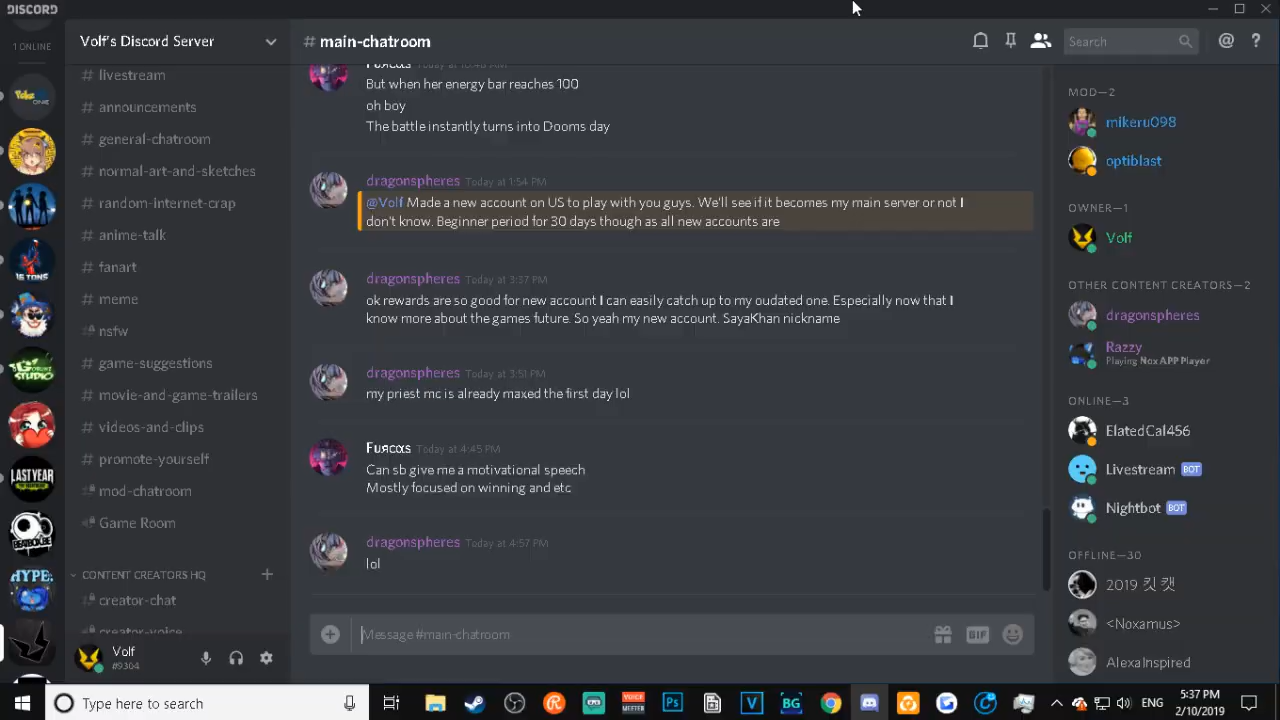 DISCORD
1 ONLINE
Volf's Discord Server
# livestream
# announcements
# general-chatroom
# normal-art-and-sketches
# random-internet-crap
# anime-talk
# fanart
# meme
# nsfw
# game-suggestions
# movie-and-game-trailers
# videos-and-clips
# promote-yourself
# mod-chatroom
# Game Room
CONTENT CREATORS HQ
# creator-chat
# creator-voice
Volf
#9304
# main-chatroom
Search
But when her energy bar reaches 100
oh boy
The battle instantly turns into Dooms day
dragonspheres Today at 1:54 PM
@Volf Made a new account on US to play with you guys. We'll see if it becomes my main server or not I
don't know. Beginner period for 30 days though as all new accounts are
dragonspheres Today at 3:37 PM
ok rewards are so good for new account I can easily catch up to my oudated one. Especially now that I
know more about the games future. So yeah my new account. SayaKhan nickname
dragonspheres Today at 3:51 PM
my priest mc is already maxed the first day lol
Fuяcαs Today at 4:45 PM
Can sb give me a motivational speech
Mostly focused on winning and etc
dragonspheres Today at 4:57 PM
lol
Message #main-chatroom
GIF
MOD—2
mikeru098
optiblast
OWNER—1
Volf
OTHER CONTENT CREATORS—2
dragonspheres
Razzy
Playing Nox APP Player
ONLINE—3
ElatedCal456
Livestream BOT
Nightbot BOT
OFFLINE—30
2019 킷 캣
<Noxamus>
AlexaInspired
LAST YEAR
HYPE!
Type here to search
VOICE
MEETER
Ps
V
BG
ENG
5:37 PM
2/10/2019